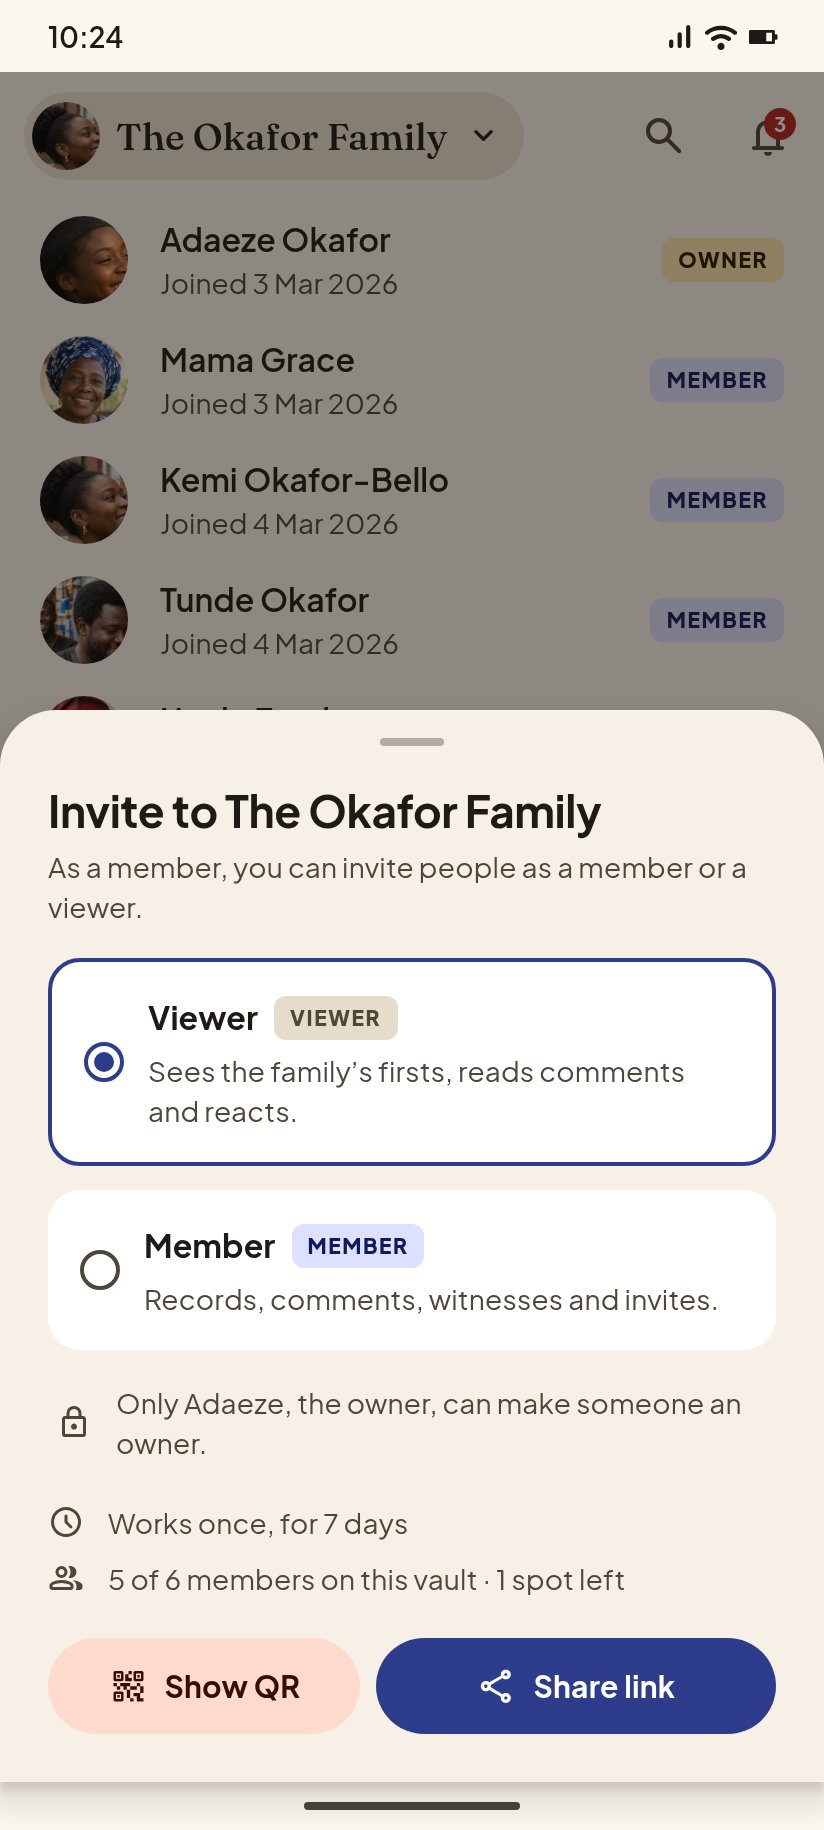 10:24
The Okafor Family
3
Adaeze Okafor
Joined 3 Mar 2026
OWNER
Mama Grace
Joined 3 Mar 2026
MEMBER
Kemi Okafor-Bello
Joined 4 Mar 2026
MEMBER
Tunde Okafor
Joined 4 Mar 2026
MEMBER
Invite to The Okafor Family
As a member, you can invite people as a member or a
viewer.
Viewer VIEWER
Sees the family’s firsts, reads comments
and reacts.
Member MEMBER
Records, comments, witnesses and invites.
Only Adaeze, the owner, can make someone an
owner.
Works once, for 7 days
5 of 6 members on this vault · 1 spot left
Show QR
Share link